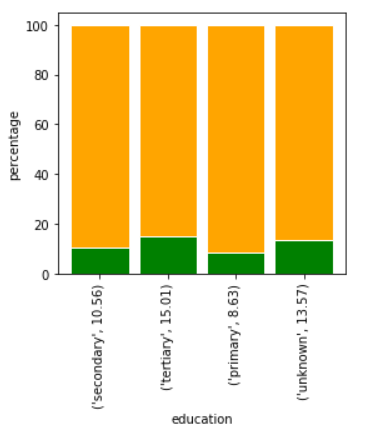 100
80
60
40
20
0
percentage
('secondary', 10.56)
('tertiary', 15.01)
('primary', 8.63)
('unknown', 13.57)
education